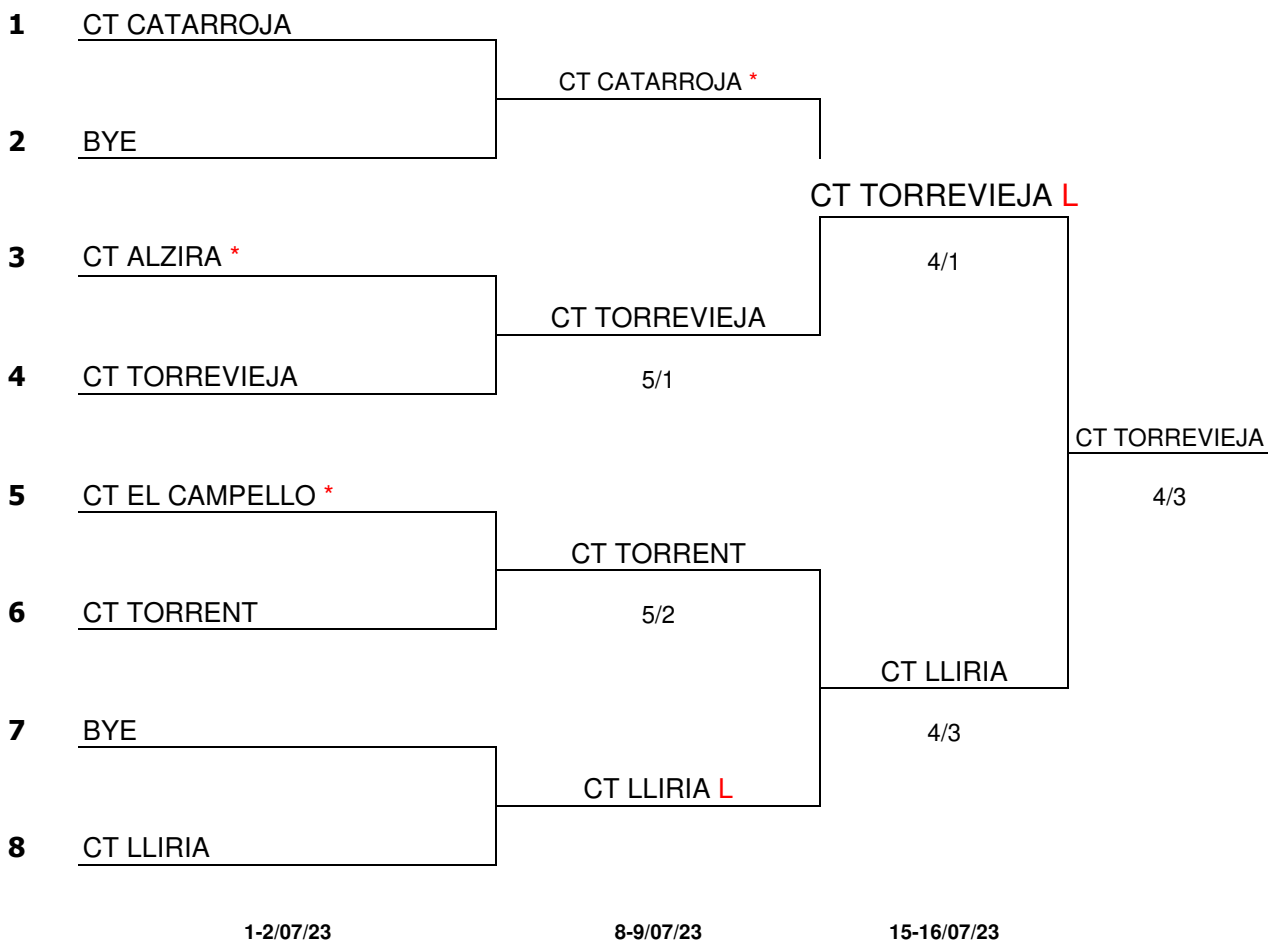 1 CT CATARROJA
CT CATARROJA *
2 BYE
CT TORREVIEJA L
3 CT ALZIRA *
4/1
CT TORREVIEJA
4 CT TORREVIEJA
5/1
CT TORREVIEJA
5 CT EL CAMPELLO *
4/3
CT TORRENT
6 CT TORRENT
5/2
CT LLIRIA
7 BYE
4/3
CT LLIRIA L
8 CT LLIRIA
1-2/07/23 8-9/07/23 15-16/07/23